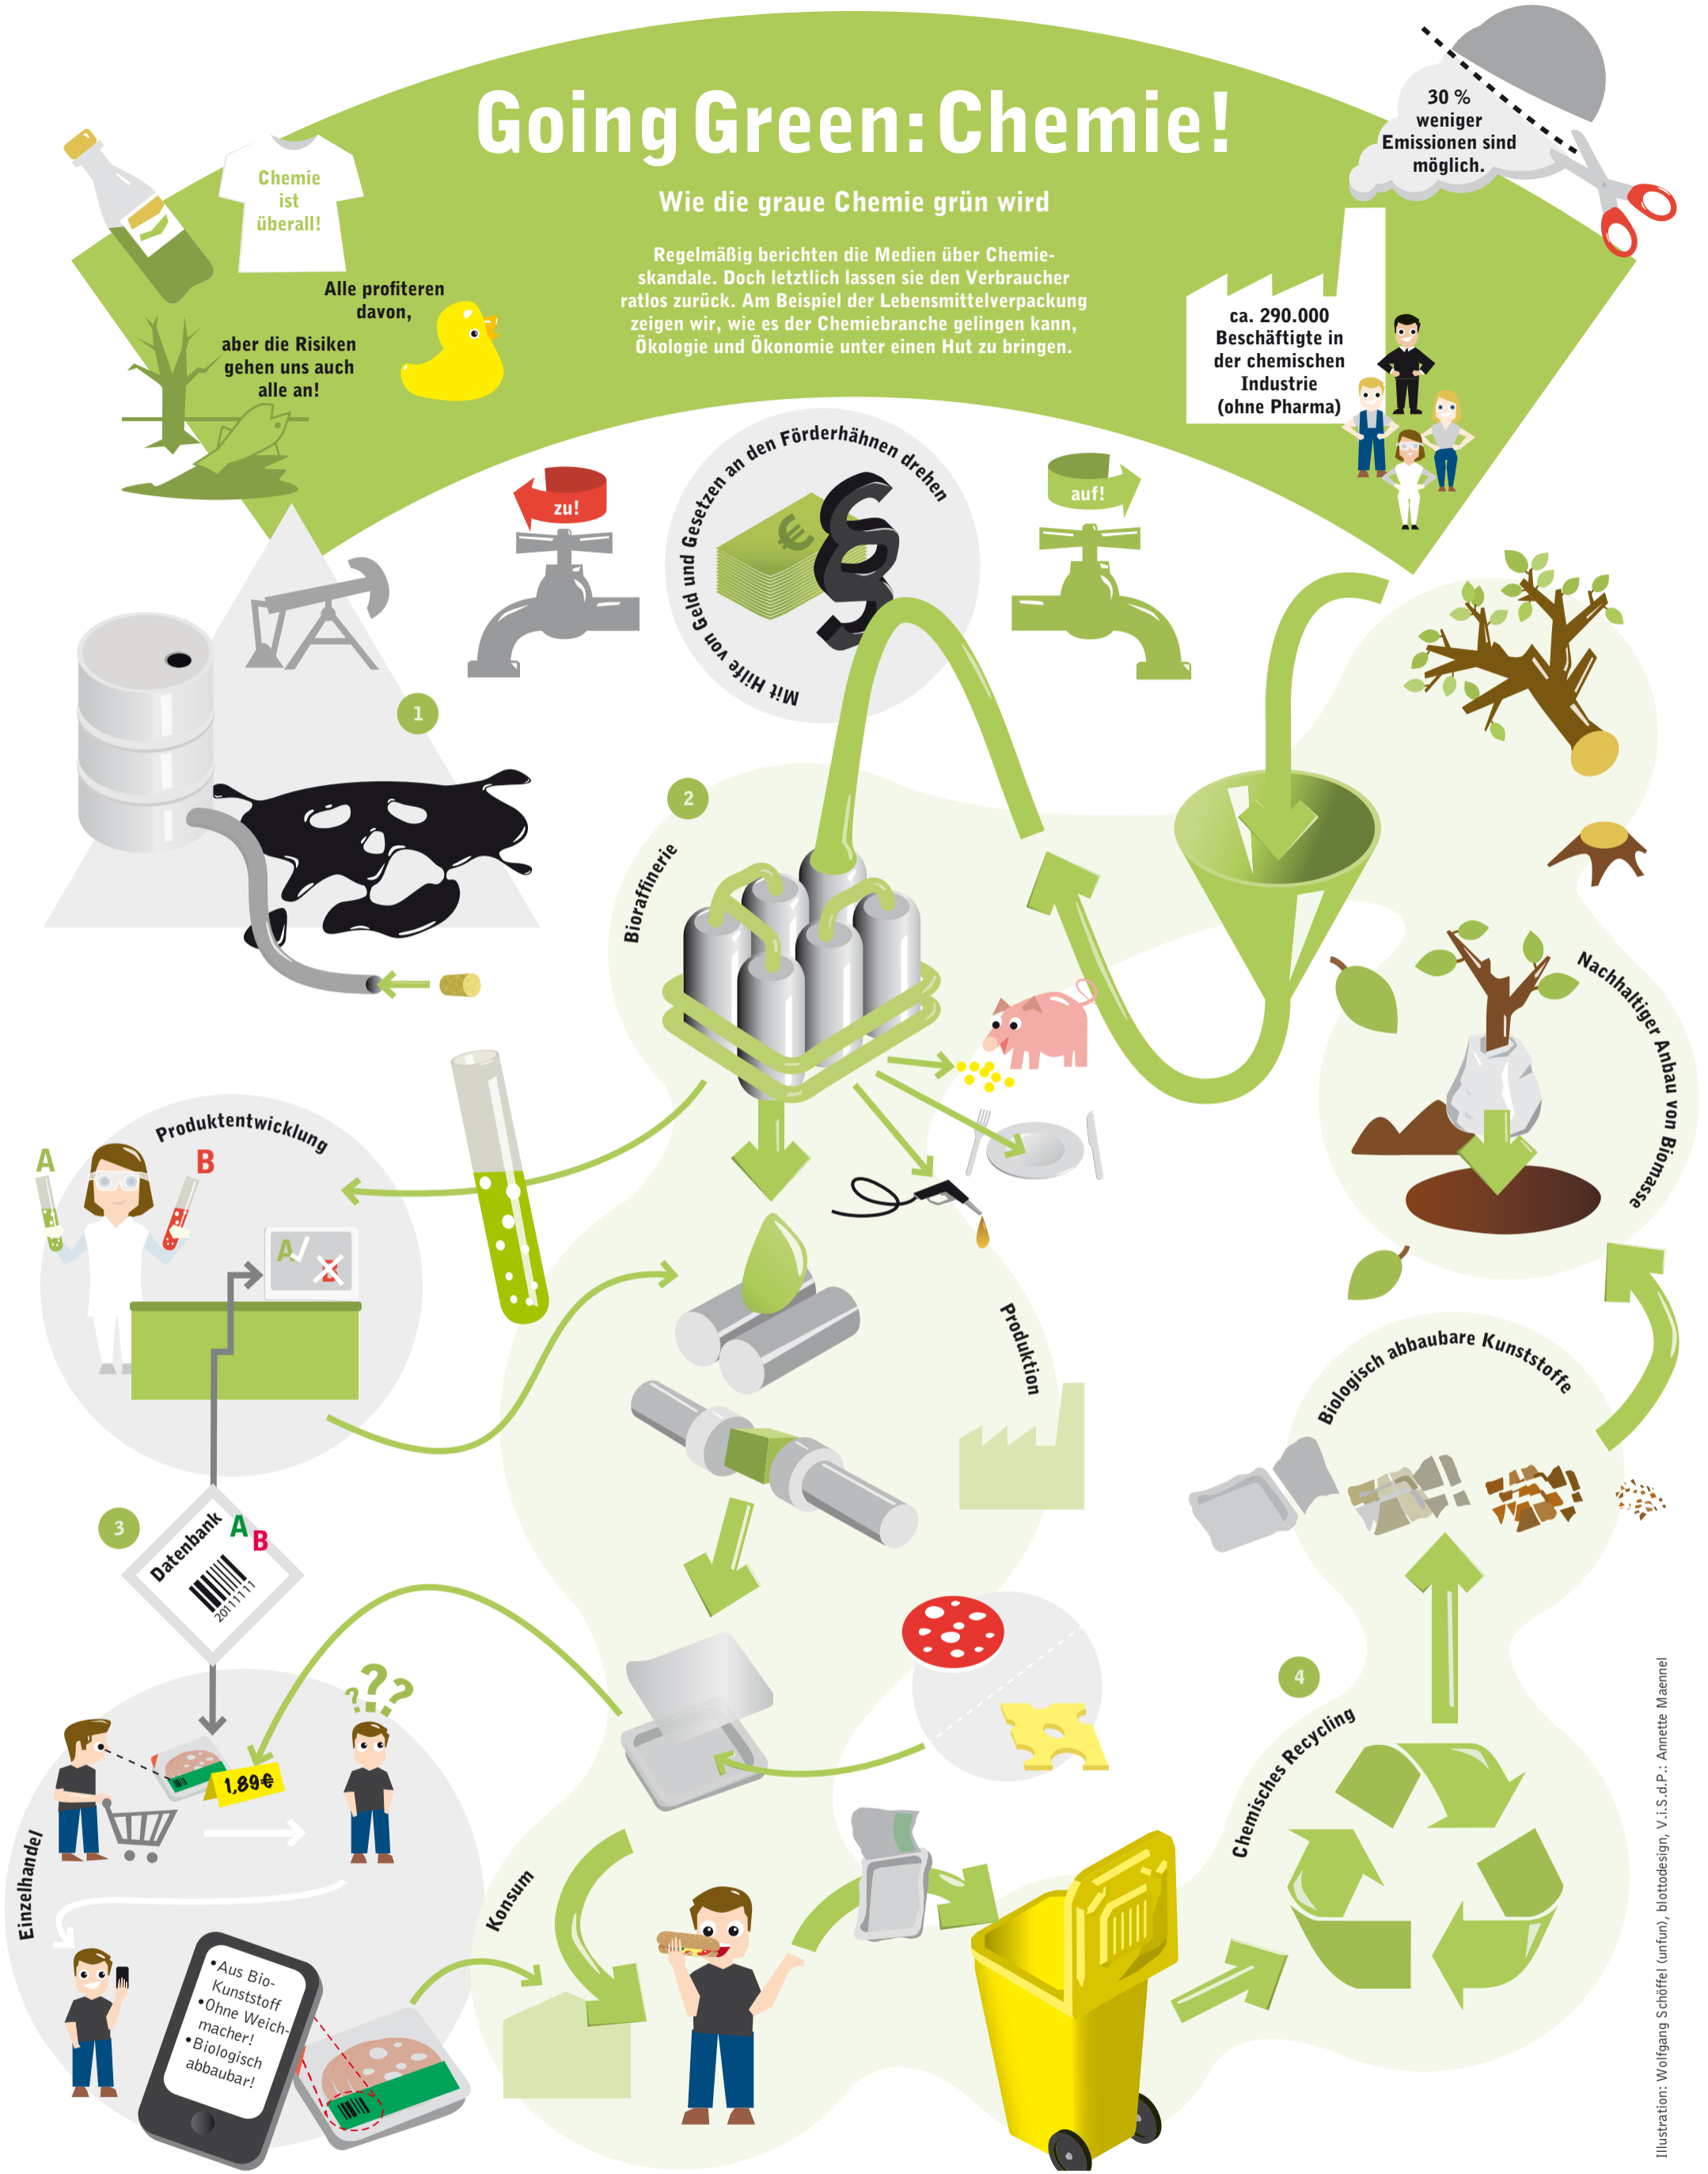 Going Green: Chemie!
Wie die graue Chemie grün wird
Regelmäßig berichten die Medien über Chemie-
skandale. Doch letztlich lassen sie den Verbraucher
ratlos zurück. Am Beispiel der Lebensmittelverpackung
zeigen wir, wie es der Chemiebranche gelingen kann,
Ökologie und Ökonomie unter einen Hut zu bringen.
Chemie
ist
überall!
Alle profiteren
davon,
aber die Risiken
gehen uns auch
alle an!
30 %
weniger
Emissionen sind
möglich.
ca. 290.000
Beschäftigte in
der chemischen
Industrie
(ohne Pharma)
zu!
Mit Hilfe von Geld und Gesetzen an den Förderhähnen drehen
€
§
auf!
1
2
Bioraffinerie
Nachhaltiger Anbau von Biomasse
Produktentwicklung
A
B
A
B
Produktion
Biologisch abbaubare Kunststoffe
3
Datenbank
A
B
20111111
4
Chemisches Recycling
???
1,89€
Einzelhandel
Konsum
•Aus Bio-
Kunststoff
•Ohne Weich-
macher!
•Biologisch
abbaubar!
Illustration: Wolfgang Schöffel (unfun), blottodesign, V.i.S.d.P.: Annette Maennel